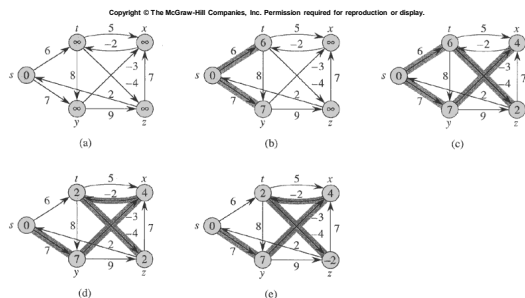 Copyright © The McGraw-Hill Companies, Inc. Permission required for reproduction or display.
t 5 x
∞ ∞
6 −2
s 0 8 −3 7
−4
7 2
∞ 9 ∞
y z
(a)
t 5 x
6 ∞
6 −2
s 0 8 −3 7
−4
7 2
7 9 ∞
y z
(b)
t 5 x
6 4
6 −2
s 0 8 −3 7
−4
7 2
7 9 2
y z
(c)
t 5 x
2 4
6 −2
s 0 8 −3 7
−4
7 2
7 9 2
y z
(d)
t 5 x
2 4
6 −2
s 0 8 −3 7
−4
7 2
7 9 −2
y z
(e)